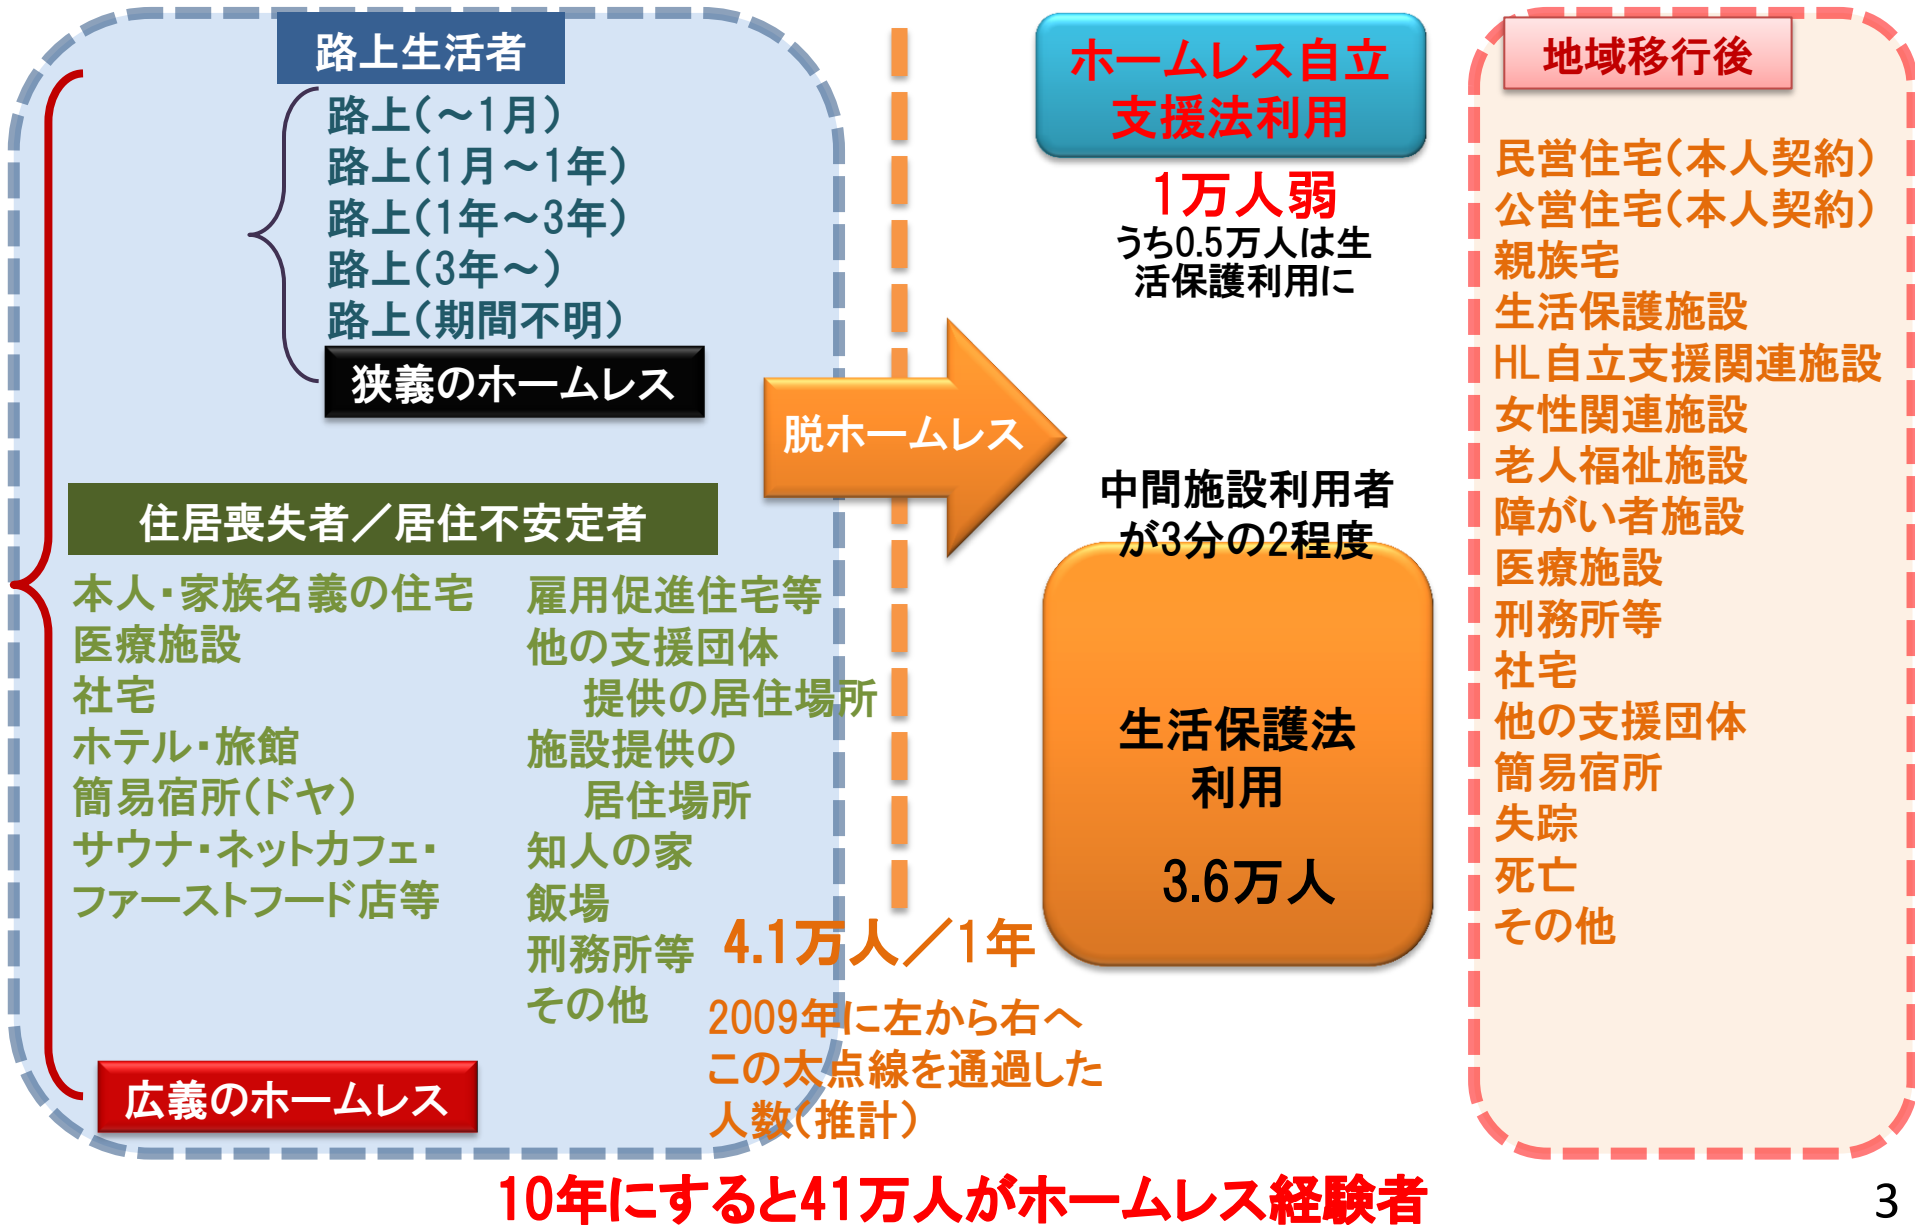 路上生活者
路上(～1月)
路上(1月～1年)
路上(1年～3年)
路上(3年～)
路上(期間不明)
狭義のホームレス
住居喪失者／居住不安定者
本人・家族名義の住宅
医療施設
社宅
ホテル・旅館
簡易宿所(ドヤ)
サウナ・ネットカフェ・
ファーストフード店等
雇用促進住宅等
他の支援団体
提供の居住場所
施設提供の
居住場所
知人の家
飯場
刑務所等
その他
広義のホームレス
脱ホームレス
4.1万人／1年
2009年に左から右へ
この太点線を通過した
人数(推計)
ホームレス自立
支援法利用
1万人弱
うち0.5万人は生
活保護利用に
中間施設利用者
が3分の2程度
生活保護法
利用
3.6万人
地域移行後
民営住宅(本人契約)
公営住宅(本人契約)
親族宅
生活保護施設
HL自立支援関連施設
女性関連施設
老人福祉施設
障がい者施設
医療施設
刑務所等
社宅
他の支援団体
簡易宿所
失踪
死亡
その他
10年にすると41万人がホームレス経験者
3